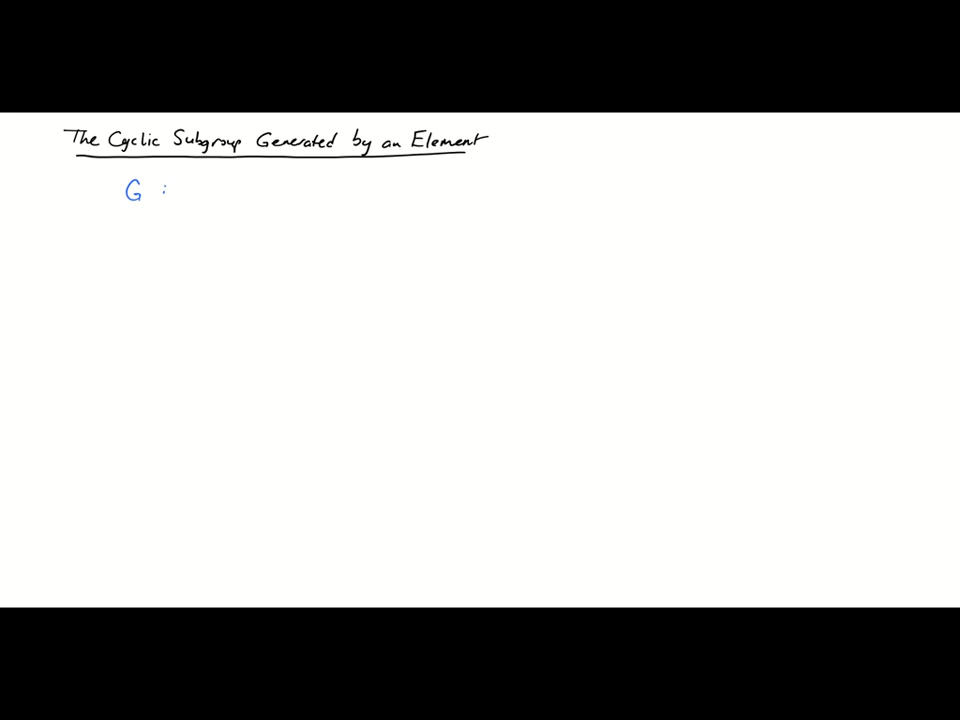 The Cyclic Subgroup Generated by an Element
G :